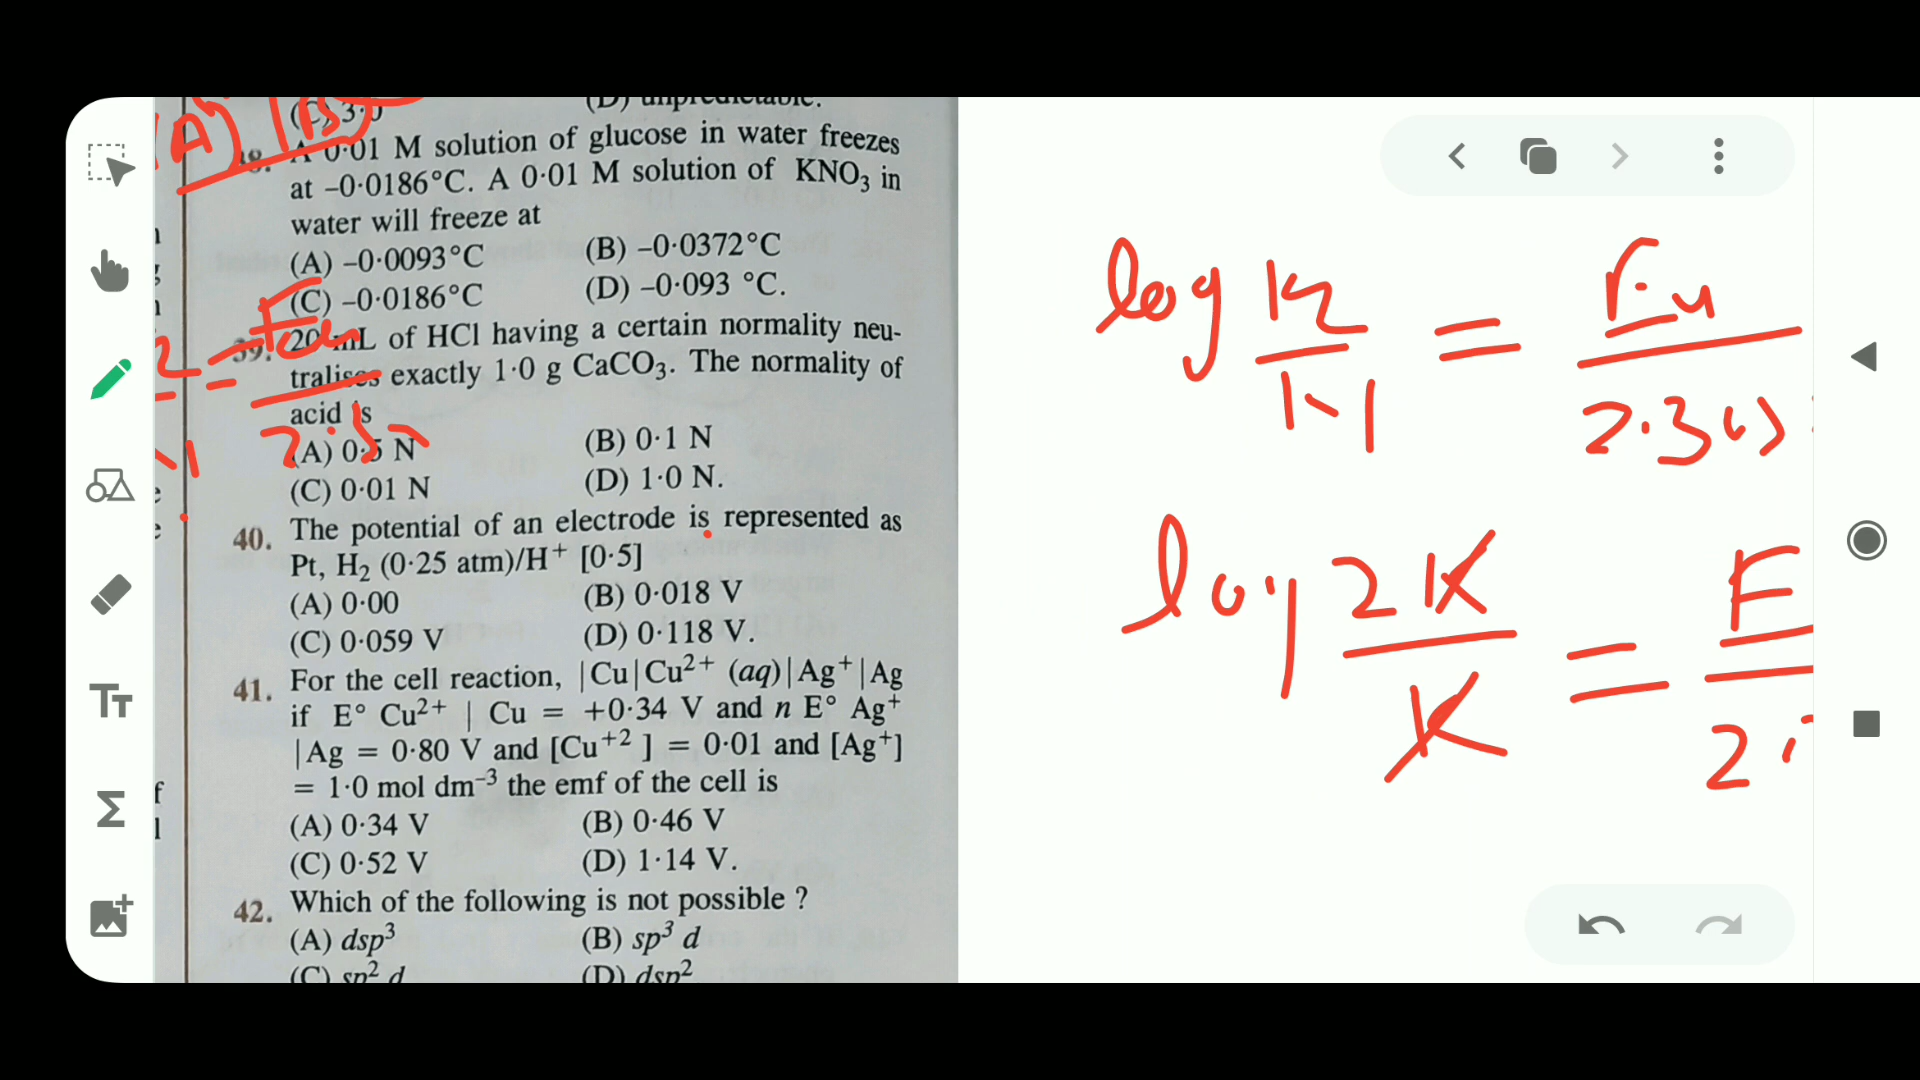 (C) 3·0
(D) unpredictable.
(A) (B)
38. A 0·01 M solution of glucose in water freezes
at –0·0186°C. A 0·01 M solution of KNO₃ in
water will freeze at
(A) –0·0093°C (B) –0·0372°C
(C) –0·0186°C (D) –0·093 °C.
39. 20 mL of HCl having a certain normality neu-
tralises exactly 1·0 g CaCO₃. The normality of
acid is
(A) 0·5 N (B) 0·1 N
(C) 0·01 N (D) 1·0 N.
40. The potential of an electrode is represented as
Pt, H₂ (0·25 atm)/H⁺ [0·5]
(A) 0·00 (B) 0·018 V
(C) 0·059 V (D) 0·118 V.
41. For the cell reaction, |Cu|Cu²⁺ (aq)|Ag⁺|Ag
if E° Cu²⁺ | Cu = +0·34 V and n E° Ag⁺
|Ag = 0·80 V and [Cu⁺²] = 0·01 and [Ag⁺]
= 1·0 mol dm⁻³ the emf of the cell is
(A) 0·34 V (B) 0·46 V
(C) 0·52 V (D) 1·14 V.
42. Which of the following is not possible ?
(A) dsp³ (B) sp³ d
(C) sp² d (D) dsp²
log K2 / K1 = Ea / 2.303
log 2K / K = E / 2.